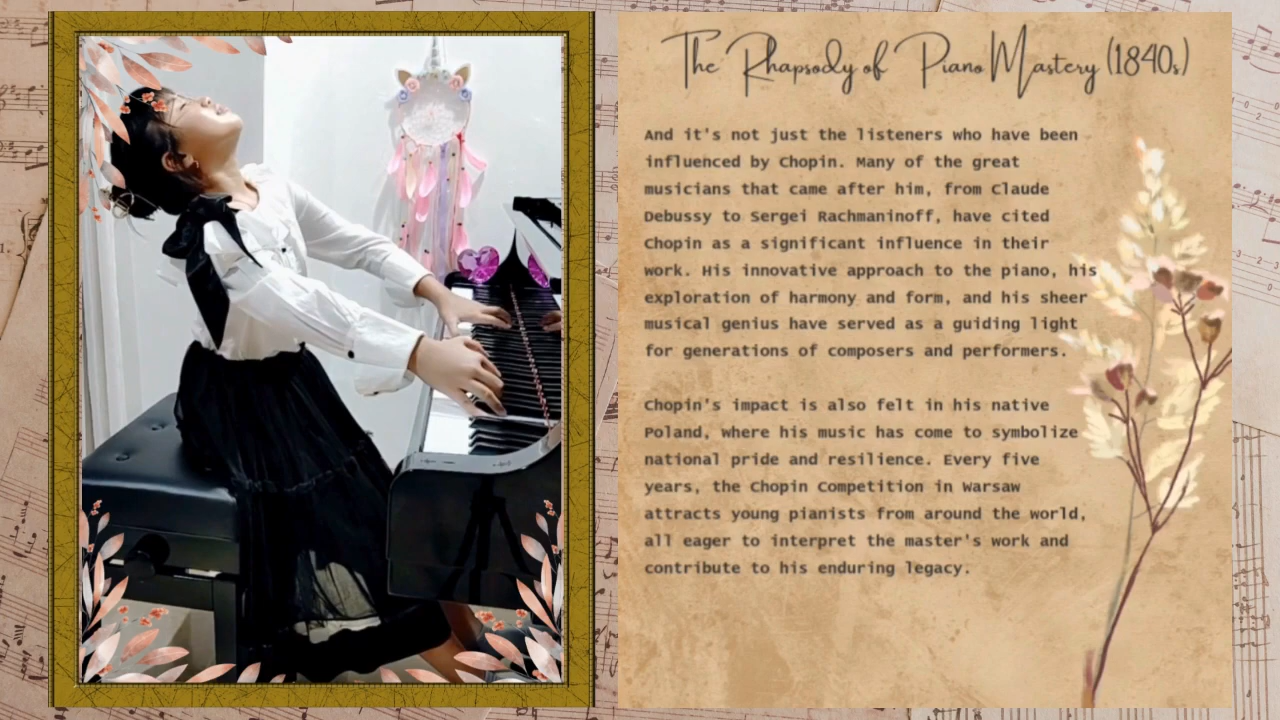 The Rhapsody of Piano Mastery (1840s)
And it's not just the listeners who have been
influenced by Chopin. Many of the great
musicians that came after him, from Claude
Debussy to Sergei Rachmaninoff, have cited
Chopin as a significant influence in their
work. His innovative approach to the piano, his
exploration of harmony and form, and his sheer
musical genius have served as a guiding light
for generations of composers and performers.
Chopin's impact is also felt in his native
Poland, where his music has come to symbolize
national pride and resilience. Every five
years, the Chopin Competition in Warsaw
attracts young pianists from around the world,
all eager to interpret the master's work and
contribute to his enduring legacy.